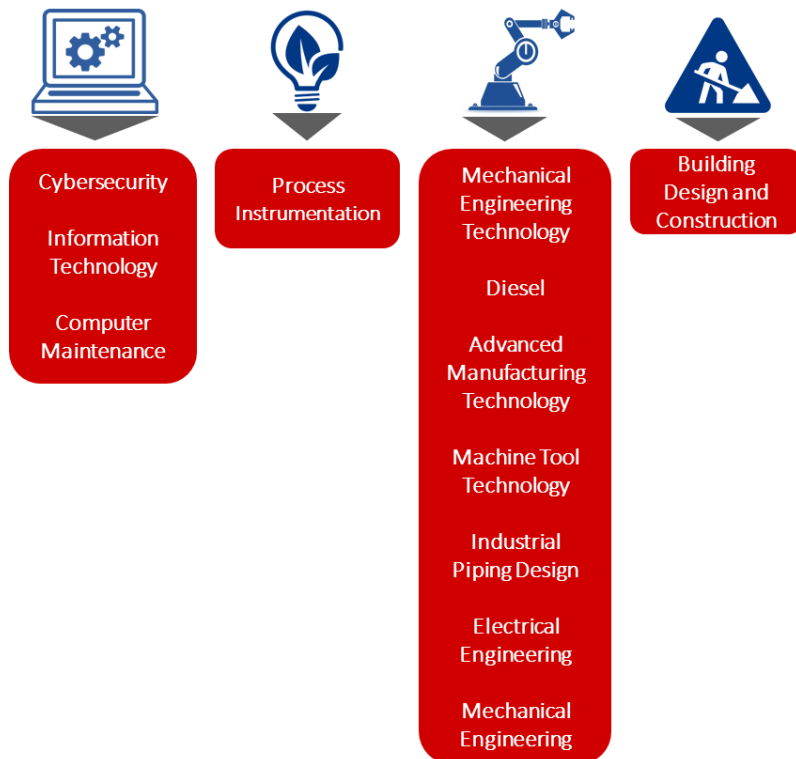 Cybersecurity
Information
Technology
Computer
Maintenance
Process
Instrumentation
Mechanical
Engineering
Technology
Diesel
Advanced
Manufacturing
Technology
Machine Tool
Technology
Industrial
Piping Design
Electrical
Engineering
Mechanical
Engineering
Building
Design and
Construction